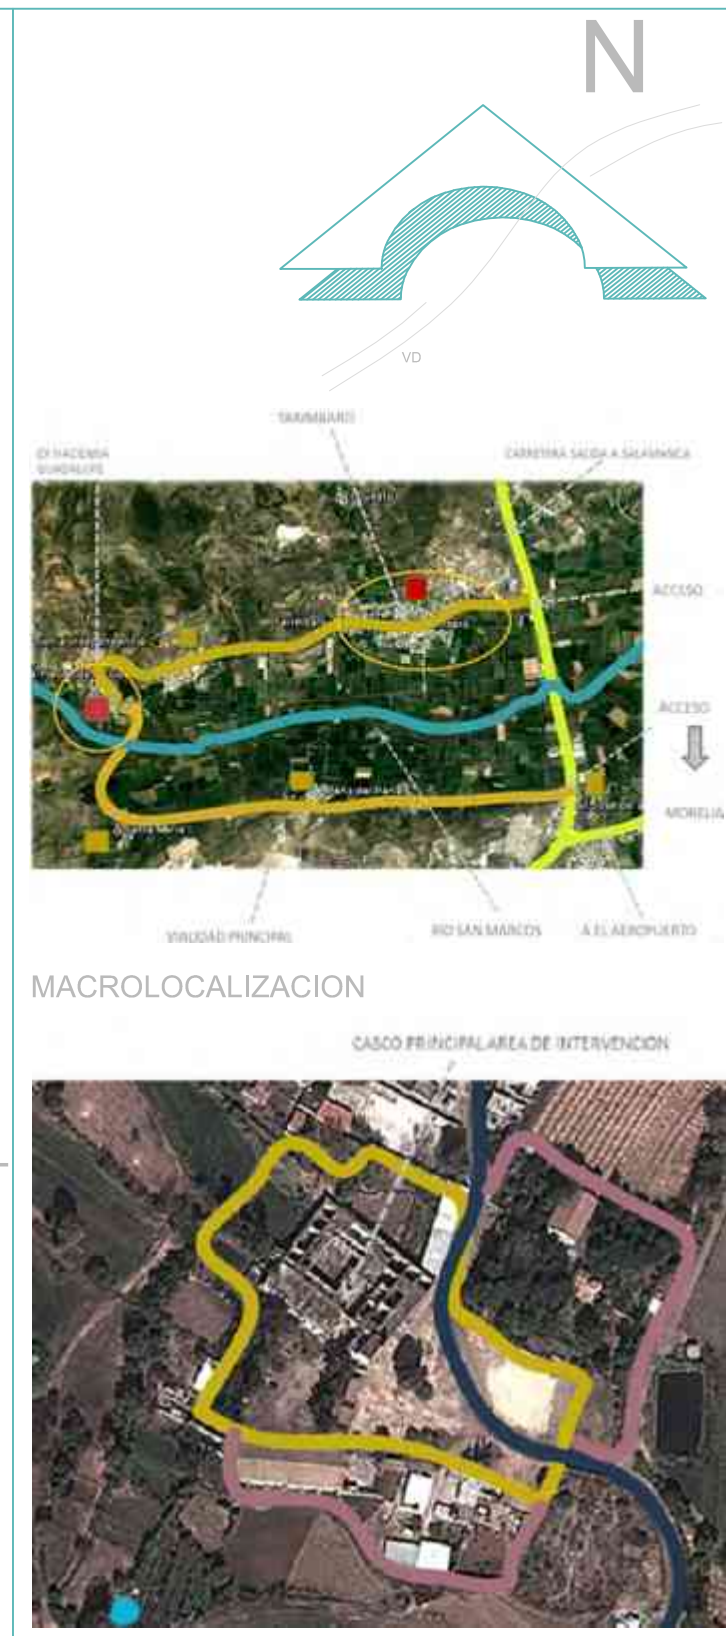 N
VD
TARIMBARO
EX HACIENDA
GUADALUPE
CARRETERA SALIDA A SALAMANCA
ACCESO
ACCESO
MORELIA
VIALIDAD PRINCIPAL
RIO SAN MARCOS
A EL AEROPUERTO
MACROLOCALIZACION
CASCO PRINCIPAL AREA DE INTERVENCION